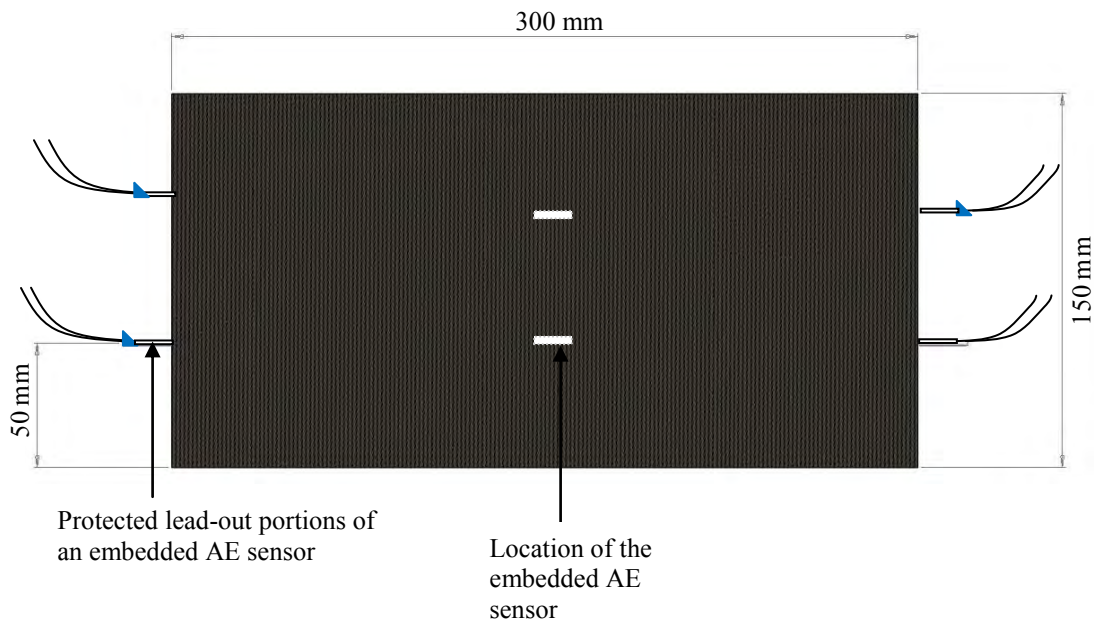 300 mm
150 mm
50 mm
Protected lead-out portions of
an embedded AE sensor
Location of the
embedded AE
sensor